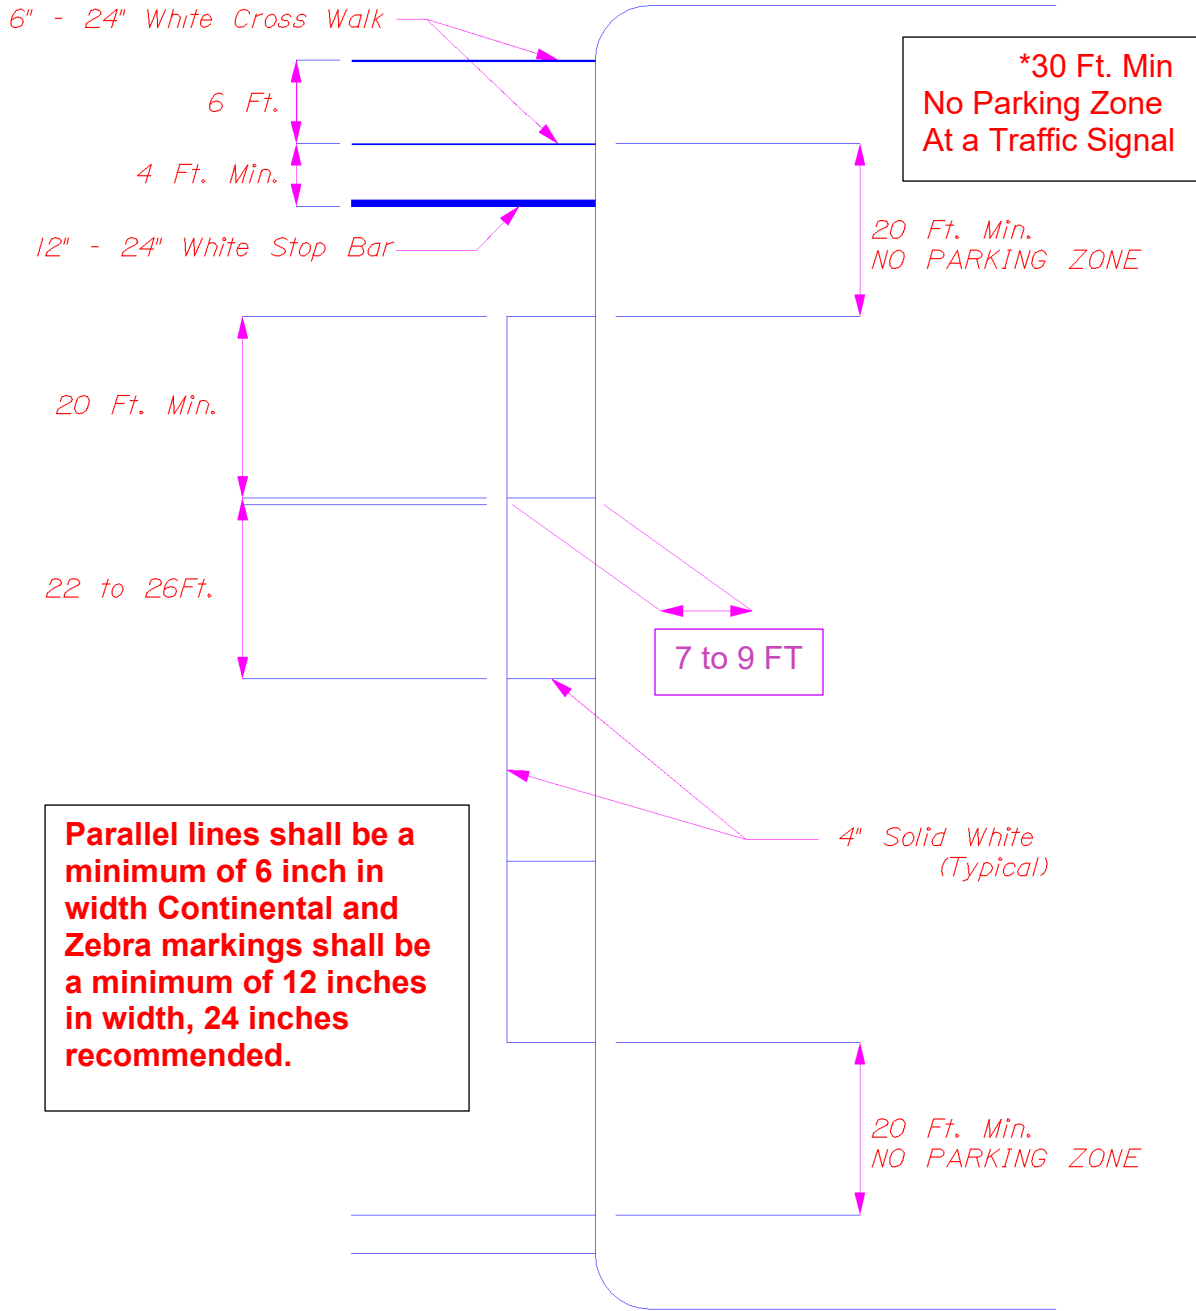 6" - 24" White Cross Walk
*30 Ft. Min
No Parking Zone
At a Traffic Signal
6 Ft.
4 Ft. Min.
12" - 24" White Stop Bar
20 Ft. Min.
NO PARKING ZONE
20 Ft. Min.
22 to 26Ft.
7 to 9 FT
Parallel lines shall be a
minimum of 6 inch in
width Continental and
Zebra markings shall be
a minimum of 12 inches
in width, 24 inches
recommended.
4" Solid White
(Typical)
20 Ft. Min.
NO PARKING ZONE